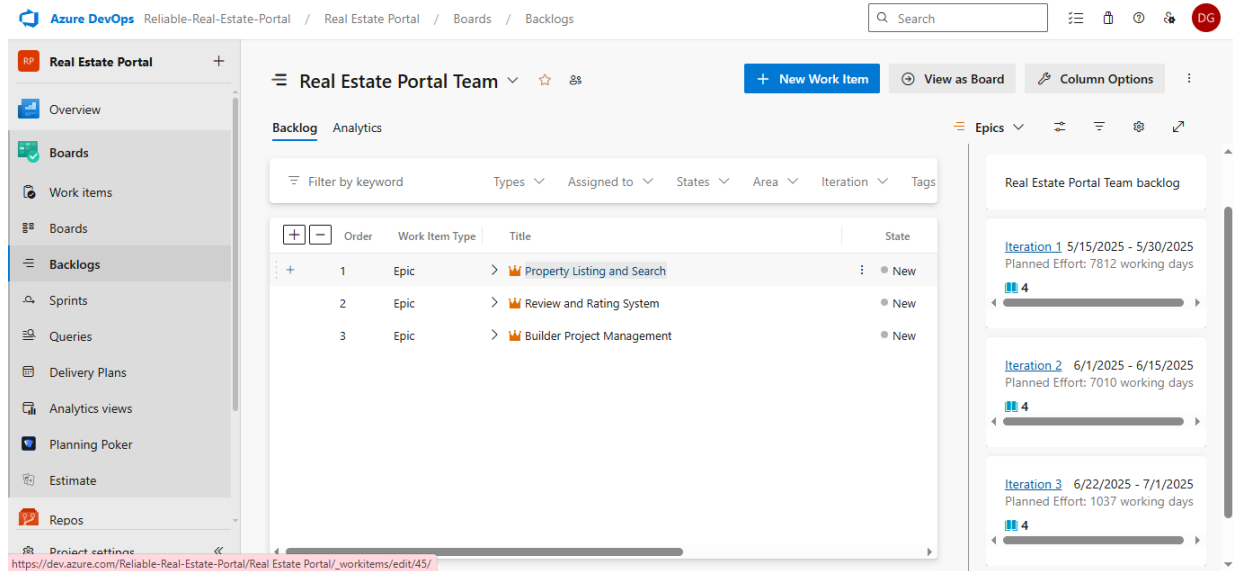 Azure DevOps Reliable-Real-Estate-Portal / Real Estate Portal / Boards / Backlogs
Search
DG
RP Real Estate Portal
Overview
Boards
Work items
Boards
Backlogs
Sprints
Queries
Delivery Plans
Analytics views
Planning Poker
Estimate
Repos
Project settings
Real Estate Portal Team
New Work Item
View as Board
Column Options
Backlog Analytics
Epics
Filter by keyword Types Assigned to States Area Iteration Tags
Order Work Item Type Title State
1 Epic Property Listing and Search New
2 Epic Review and Rating System New
3 Epic Builder Project Management New
Real Estate Portal Team backlog
Iteration 1 5/15/2025 - 5/30/2025
Planned Effort: 7812 working days
4
Iteration 2 6/1/2025 - 6/15/2025
Planned Effort: 7010 working days
4
Iteration 3 6/22/2025 - 7/1/2025
Planned Effort: 1037 working days
4
https://dev.azure.com/Reliable-Real-Estate-Portal/Real Estate Portal/_workitems/edit/45/